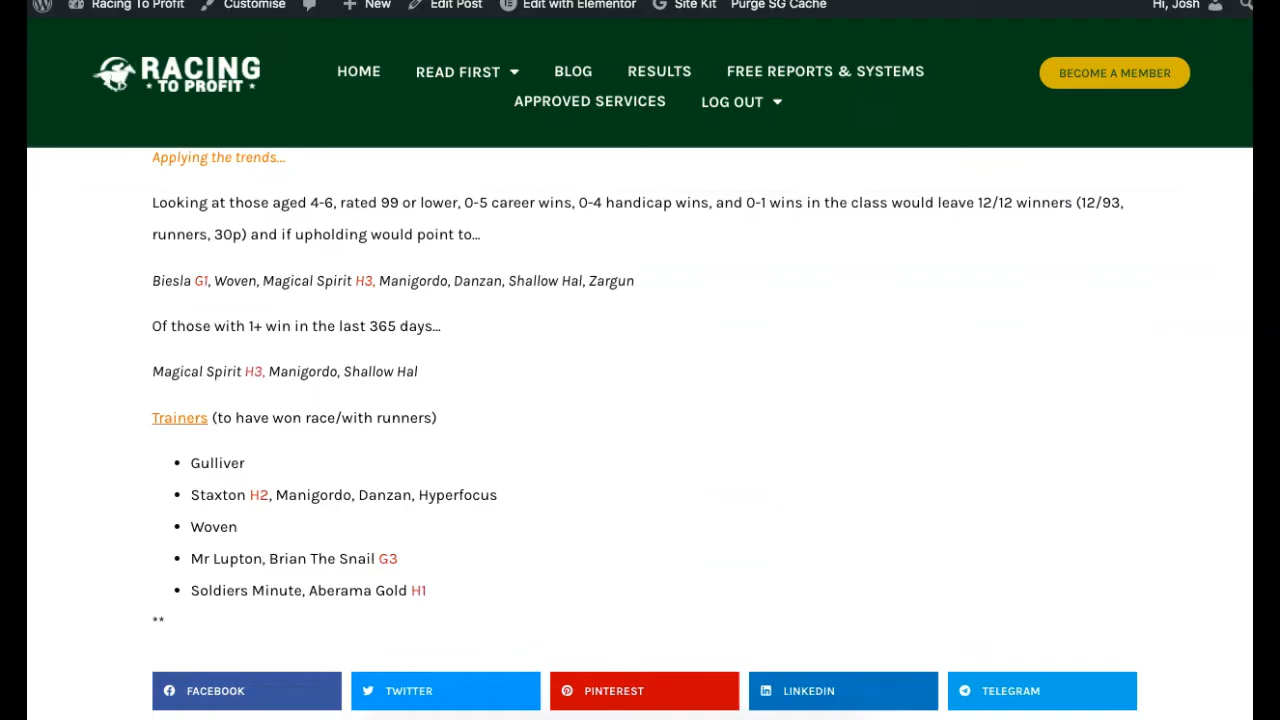 Racing To Profit Customise New Edit Post Edit with Elementor Site Kit Purge SG Cache Hi, Josh
RACING
TO PROFIT
HOME READ FIRST BLOG RESULTS FREE REPORTS & SYSTEMS
APPROVED SERVICES LOG OUT
BECOME A MEMBER
Applying the trends...
Looking at those aged 4-6, rated 99 or lower, 0-5 career wins, 0-4 handicap wins, and 0-1 wins in the class would leave 12/12 winners (12/93,
runners, 30p) and if upholding would point to...
Biesla G1, Woven, Magical Spirit H3, Manigordo, Danzan, Shallow Hal, Zargun
Of those with 1+ win in the last 365 days...
Magical Spirit H3, Manigordo, Shallow Hal
Trainers (to have won race/with runners)
• Gulliver
• Staxton H2, Manigordo, Danzan, Hyperfocus
• Woven
• Mr Lupton, Brian The Snail G3
• Soldiers Minute, Aberama Gold H1
**
FACEBOOK TWITTER PINTEREST LINKEDIN TELEGRAM